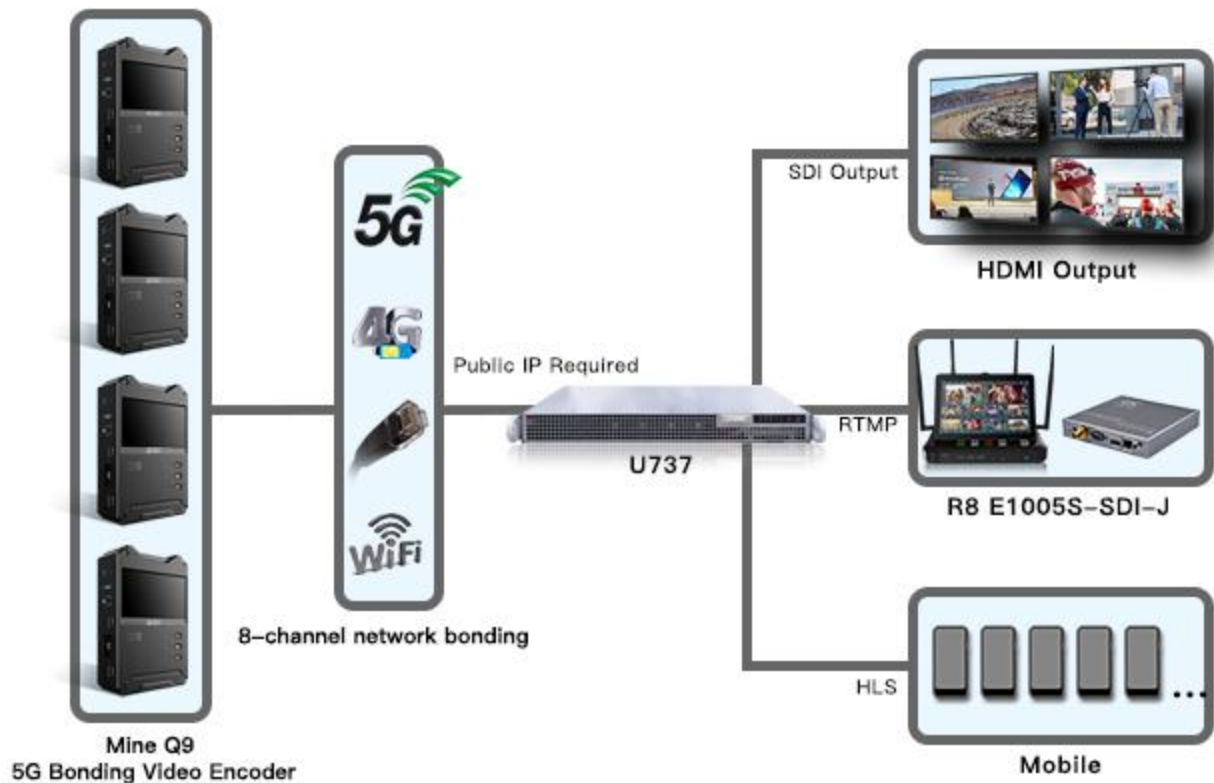 5G
4G
WiFi
8-channel network bonding
Mine Q9
5G Bonding Video Encoder
Public IP Required
U737
SDI Output
HDMI Output
RTMP
R8 E1005S-SDI-J
HLS
...
Mobile